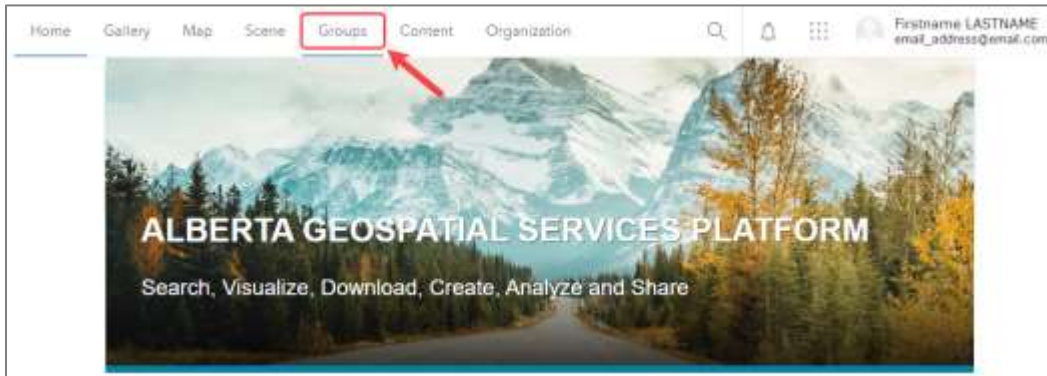 Home Gallery Map Scene Groups Content Organization Firstname LASTNAME
email_address@email.com
ALBERTA GEOSPATIAL SERVICES PLATFORM
Search, Visualize, Download, Create, Analyze and Share